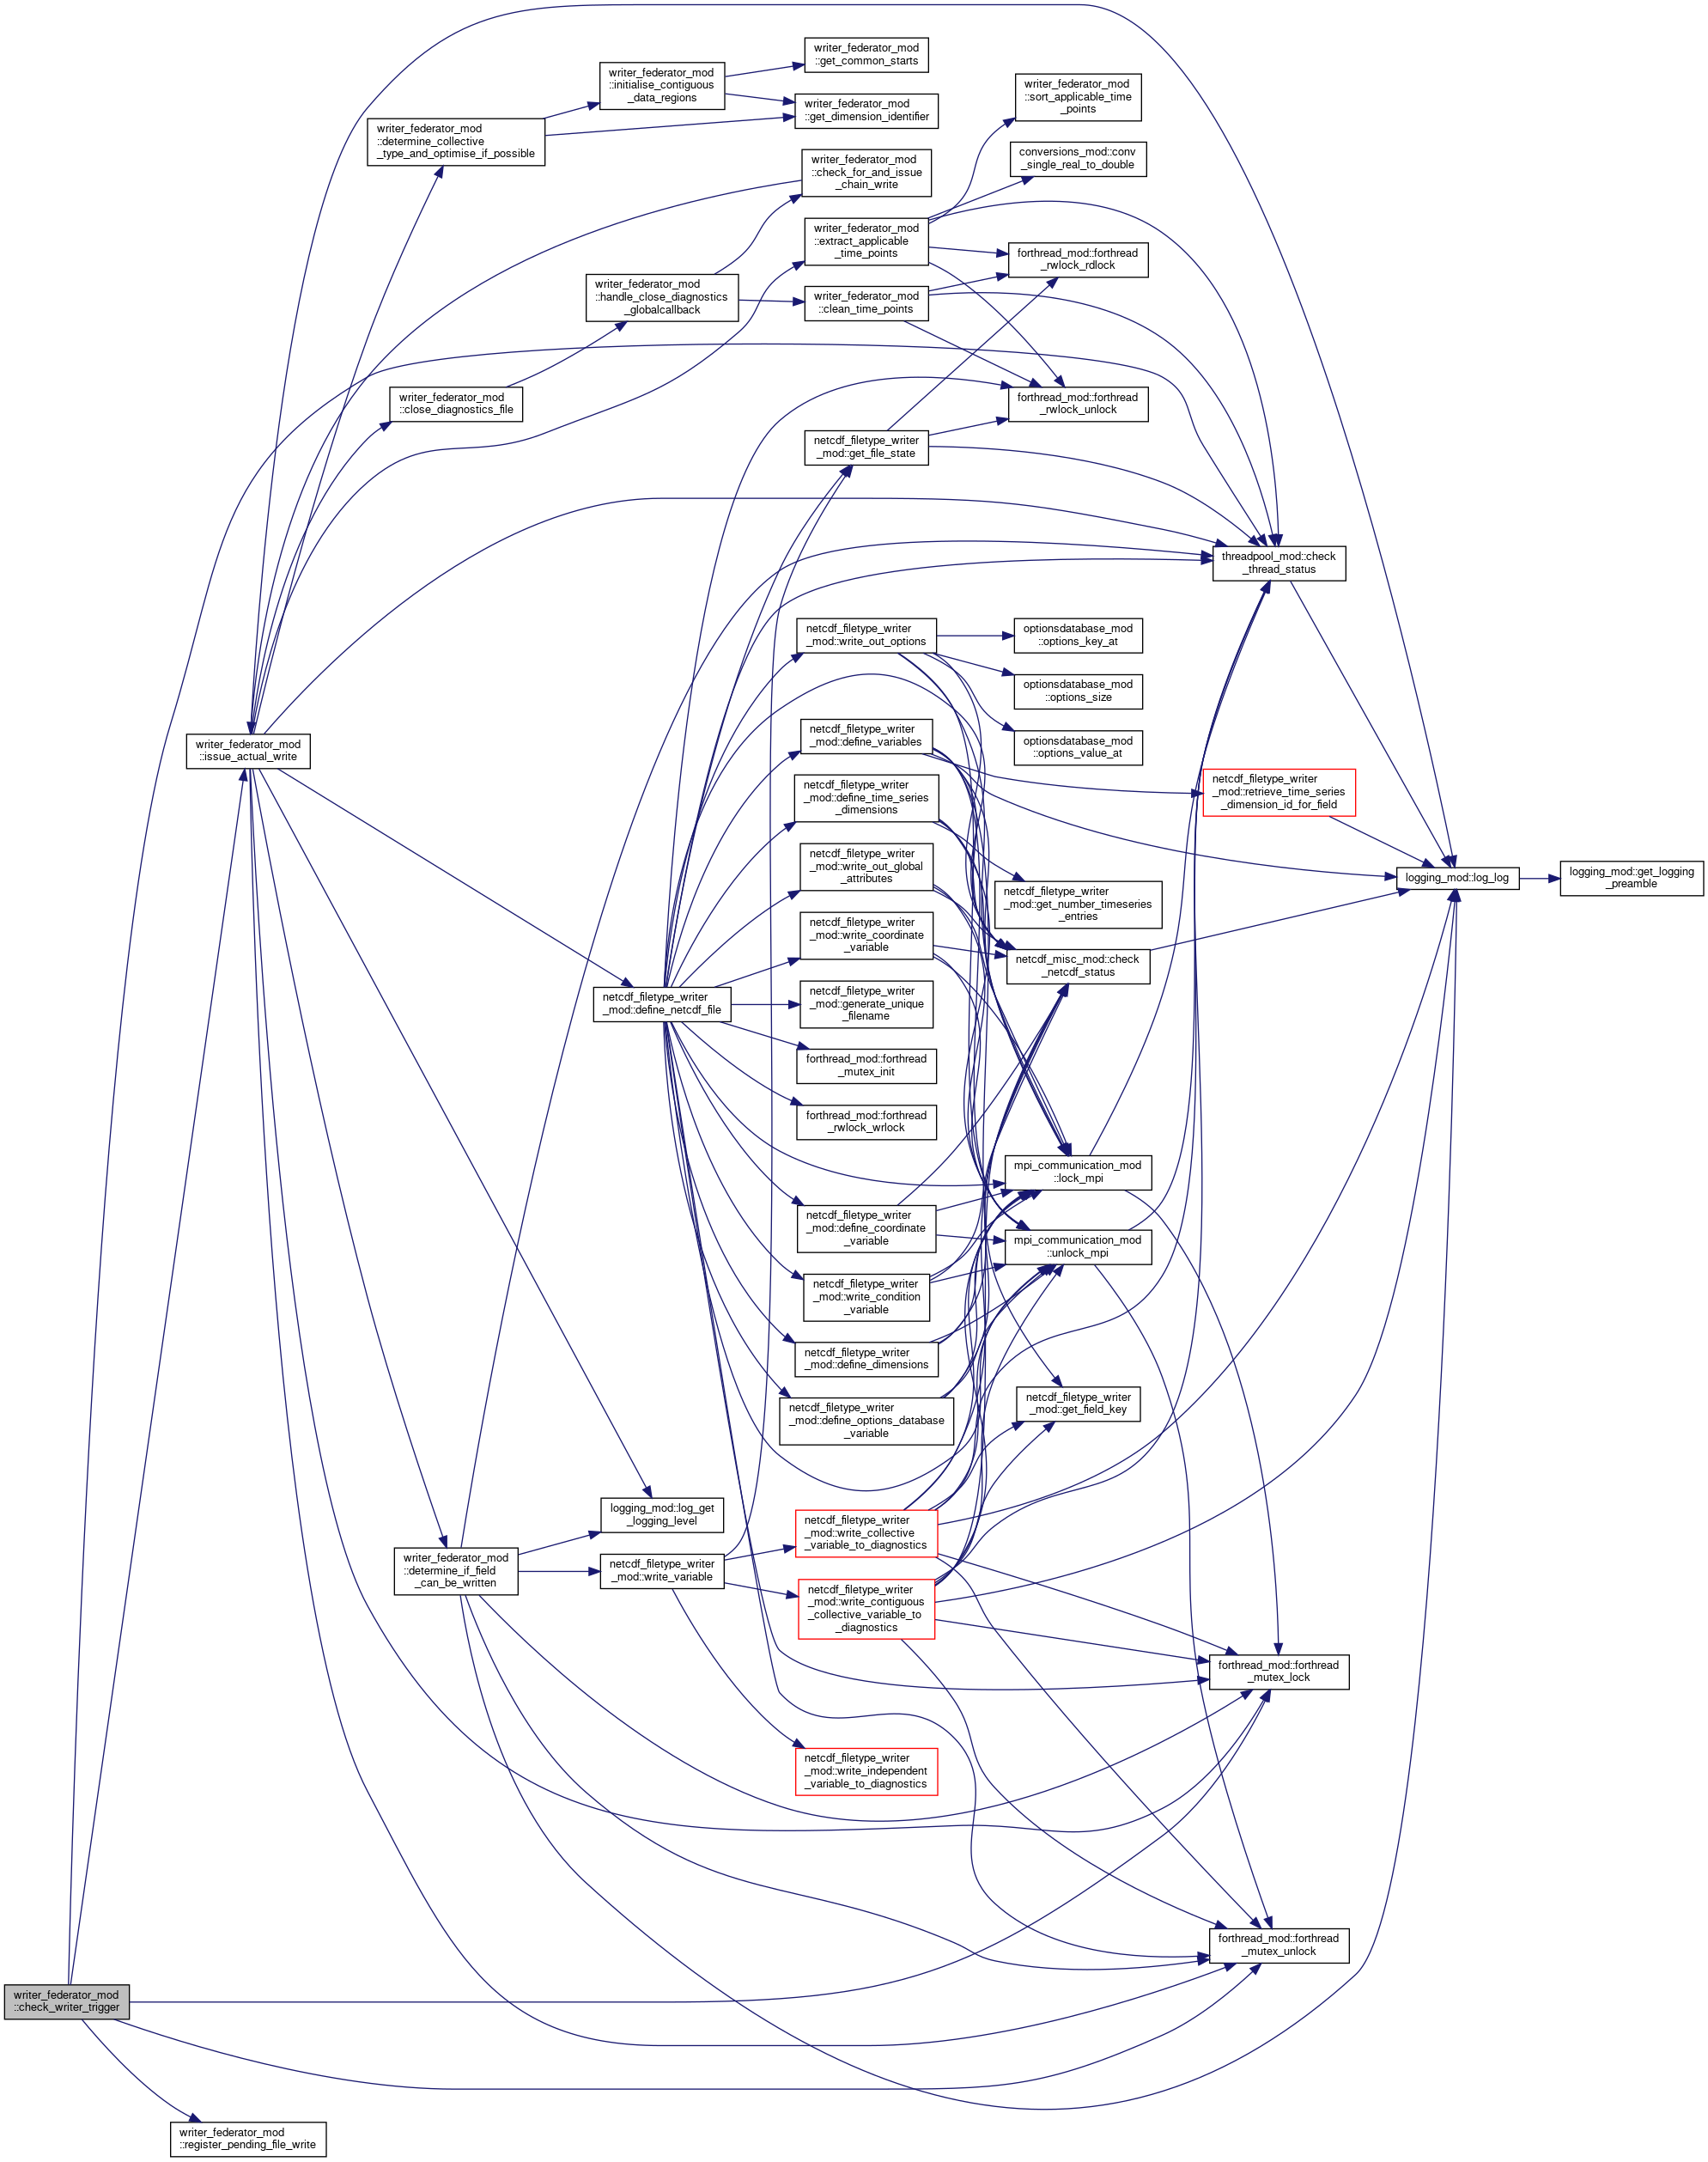 writer_federator_mod
::get_common_starts
writer_federator_mod
::initialise_contiguous
_data_regions
writer_federator_mod
::sort_applicable_time
_points
writer_federator_mod
::get_dimension_identifier
writer_federator_mod
::determine_collective
_type_and_optimise_if_possible
conversions_mod::conv
_single_real_to_double
writer_federator_mod
::check_for_and_issue
_chain_write
writer_federator_mod
::extract_applicable
_time_points
forthread_mod::forthread
_rwlock_rdlock
writer_federator_mod
::handle_close_diagnostics
_globalcallback
writer_federator_mod
::clean_time_points
writer_federator_mod
::close_diagnostics_file
forthread_mod::forthread
_rwlock_unlock
netcdf_filetype_writer
_mod::get_file_state
threadpool_mod::check
_thread_status
netcdf_filetype_writer
_mod::write_out_options
optionsdatabase_mod
::options_key_at
optionsdatabase_mod
::options_size
optionsdatabase_mod
::options_value_at
netcdf_filetype_writer
_mod::define_variables
writer_federator_mod
::issue_actual_write
netcdf_filetype_writer
_mod::define_time_series
_dimensions
netcdf_filetype_writer
_mod::retrieve_time_series
_dimension_id_for_field
netcdf_filetype_writer
_mod::write_out_global
_attributes
logging_mod::log_log
logging_mod::get_logging
_preamble
netcdf_filetype_writer
_mod::get_number_timeseries
_entries
netcdf_filetype_writer
_mod::write_coordinate
_variable
netcdf_misc_mod::check
_netcdf_status
netcdf_filetype_writer
_mod::define_netcdf_file
netcdf_filetype_writer
_mod::generate_unique
_filename
forthread_mod::forthread
_mutex_init
forthread_mod::forthread
_rwlock_wrlock
mpi_communication_mod
::lock_mpi
netcdf_filetype_writer
_mod::define_coordinate
_variable
mpi_communication_mod
::unlock_mpi
netcdf_filetype_writer
_mod::write_condition
_variable
netcdf_filetype_writer
_mod::define_dimensions
netcdf_filetype_writer
_mod::get_field_key
netcdf_filetype_writer
_mod::define_options_database
_variable
logging_mod::log_get
_logging_level
netcdf_filetype_writer
_mod::write_collective
_variable_to_diagnostics
writer_federator_mod
::determine_if_field
_can_be_written
netcdf_filetype_writer
_mod::write_variable
netcdf_filetype_writer
_mod::write_contiguous
_collective_variable_to
_diagnostics
forthread_mod::forthread
_mutex_lock
netcdf_filetype_writer
_mod::write_independent
_variable_to_diagnostics
forthread_mod::forthread
_mutex_unlock
writer_federator_mod
::check_writer_trigger
writer_federator_mod
::register_pending_file_write